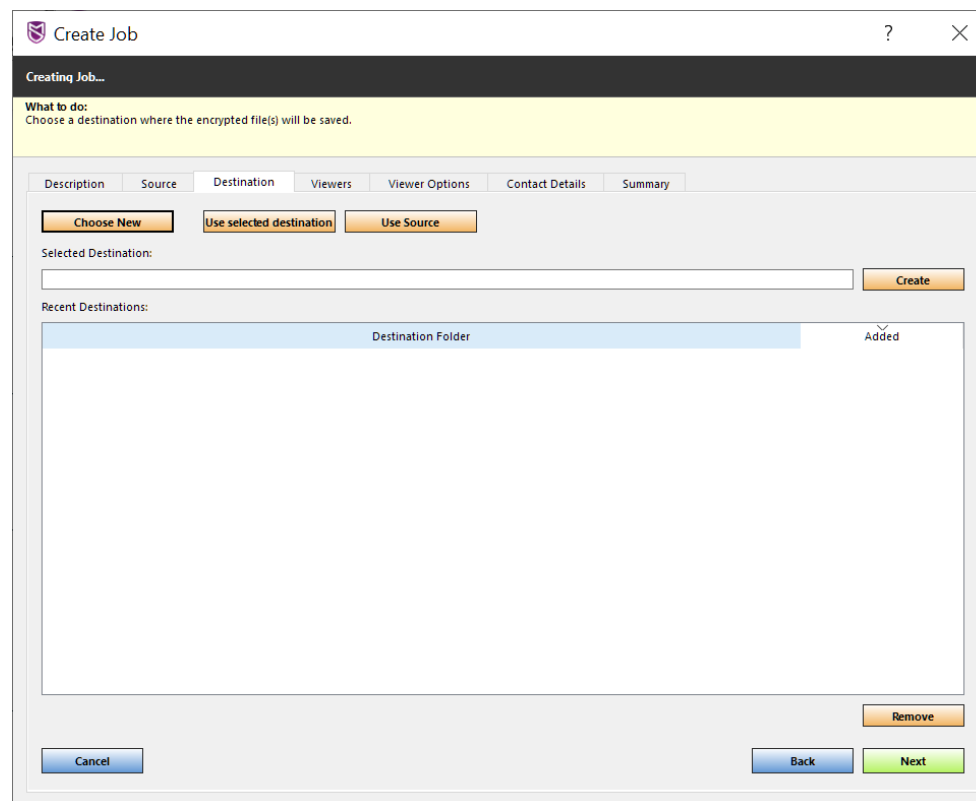 Create Job
?
Creating Job...
What to do:
Choose a destination where the encrypted file(s) will be saved.
Description Source Destination Viewers Viewer Options Contact Details Summary
Choose New Use selected destination Use Source
Selected Destination:
Create
Recent Destinations:
Destination Folder Added
Remove
Cancel Back Next